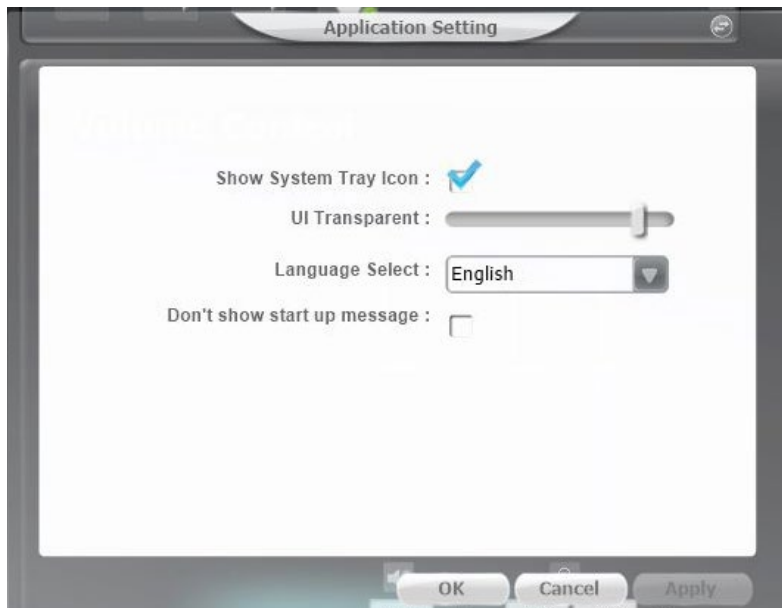 Application Setting
Show System Tray Icon :
UI Transparent :
Language Select : English
Don't show start up message :
OK Cancel Apply